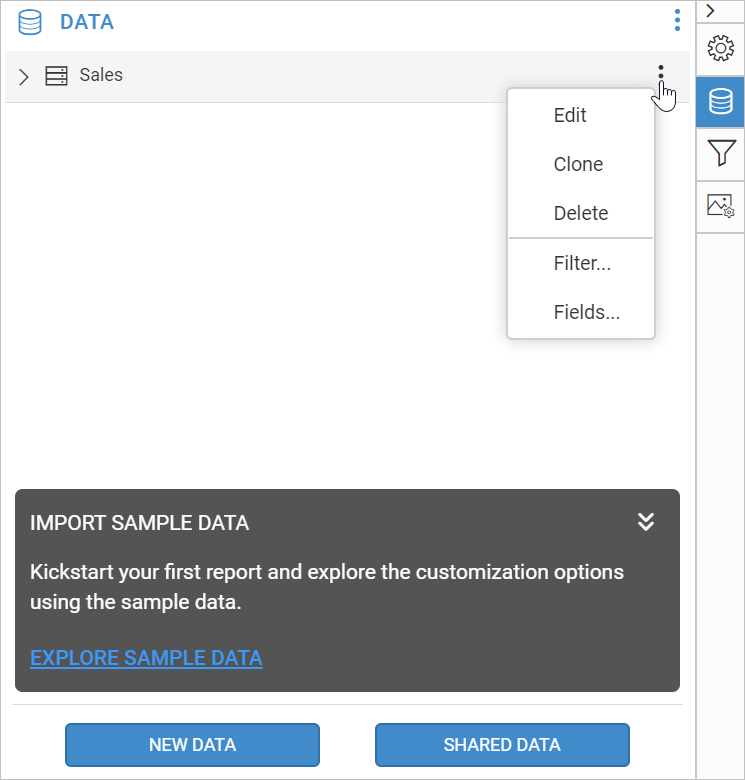 DATA
Sales
Edit
Clone
Delete
Filter...
Fields...
IMPORT SAMPLE DATA
Kickstart your first report and explore the customization options
using the sample data.
EXPLORE SAMPLE DATA
NEW DATA
SHARED DATA